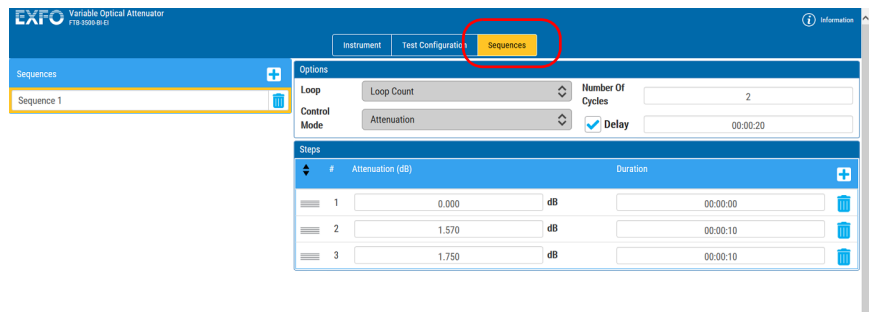 EXFO Variable Optical Attenuator
FTB-3500-BI-EI
Information
Instrument Test Configuration Sequences
Sequences
Sequence 1
Options
Loop Loop Count Number Of Cycles 2
Control Mode Attenuation Delay 00:00:20
Steps
# Attenuation (dB) Duration
1 0.000 dB 00:00:00
2 1.570 dB 00:00:10
3 1.750 dB 00:00:10